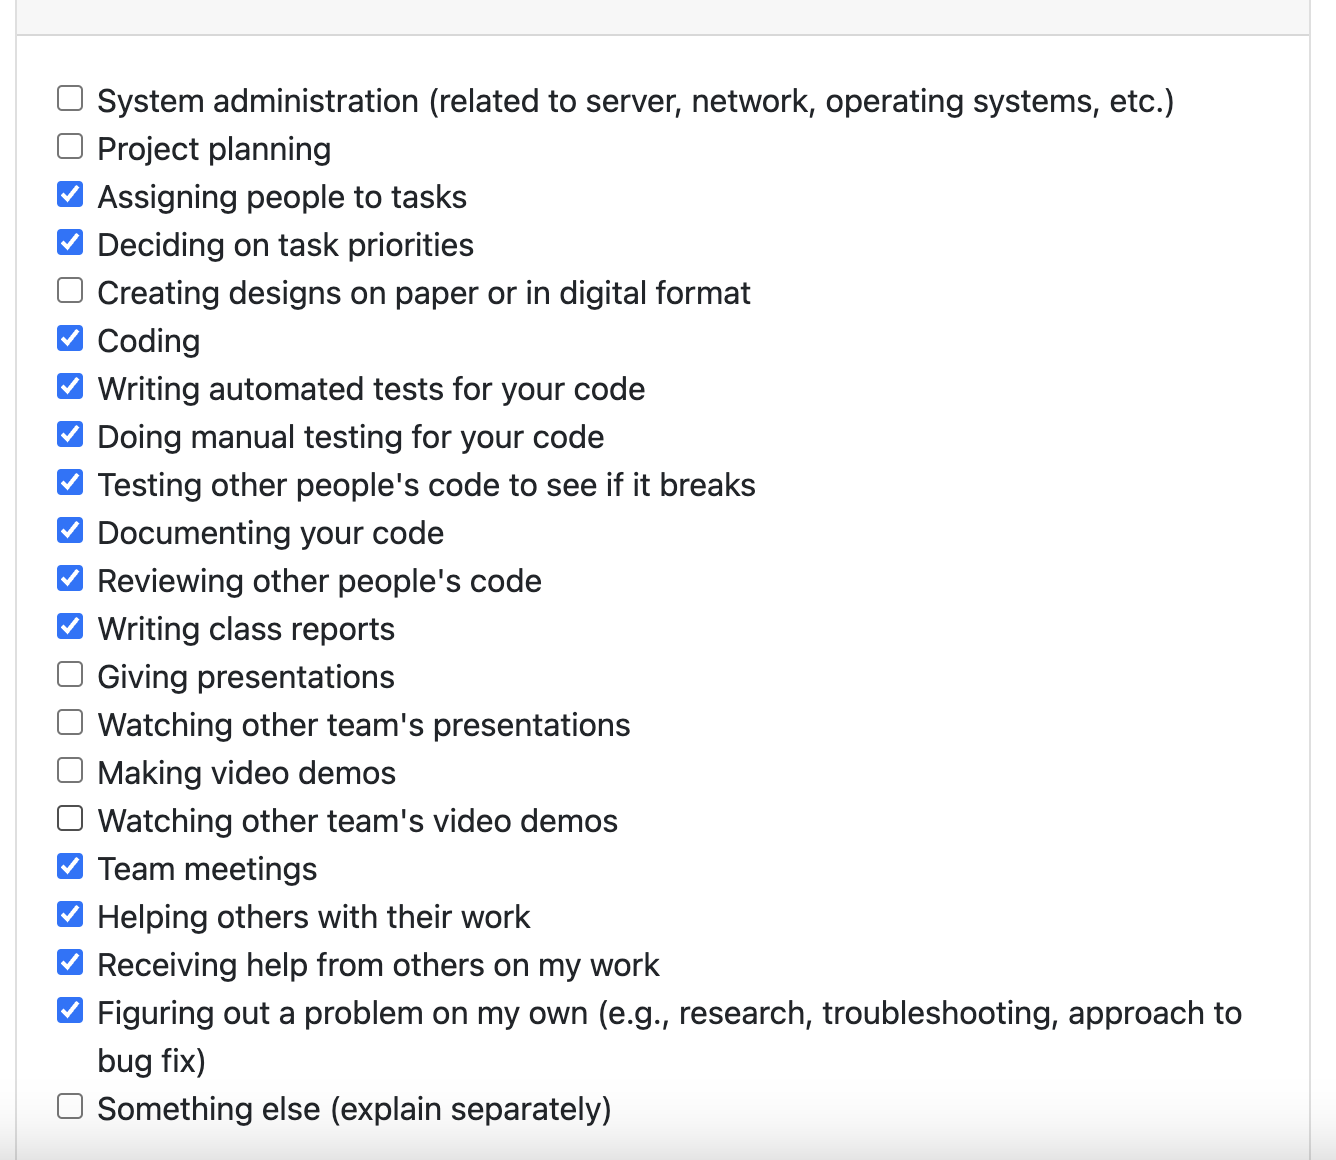 System administration (related to server, network, operating systems, etc.)
Project planning
Assigning people to tasks
Deciding on task priorities
Creating designs on paper or in digital format
Coding
Writing automated tests for your code
Doing manual testing for your code
Testing other people's code to see if it breaks
Documenting your code
Reviewing other people's code
Writing class reports
Giving presentations
Watching other team's presentations
Making video demos
Watching other team's video demos
Team meetings
Helping others with their work
Receiving help from others on my work
Figuring out a problem on my own (e.g., research, troubleshooting, approach to
bug fix)
Something else (explain separately)